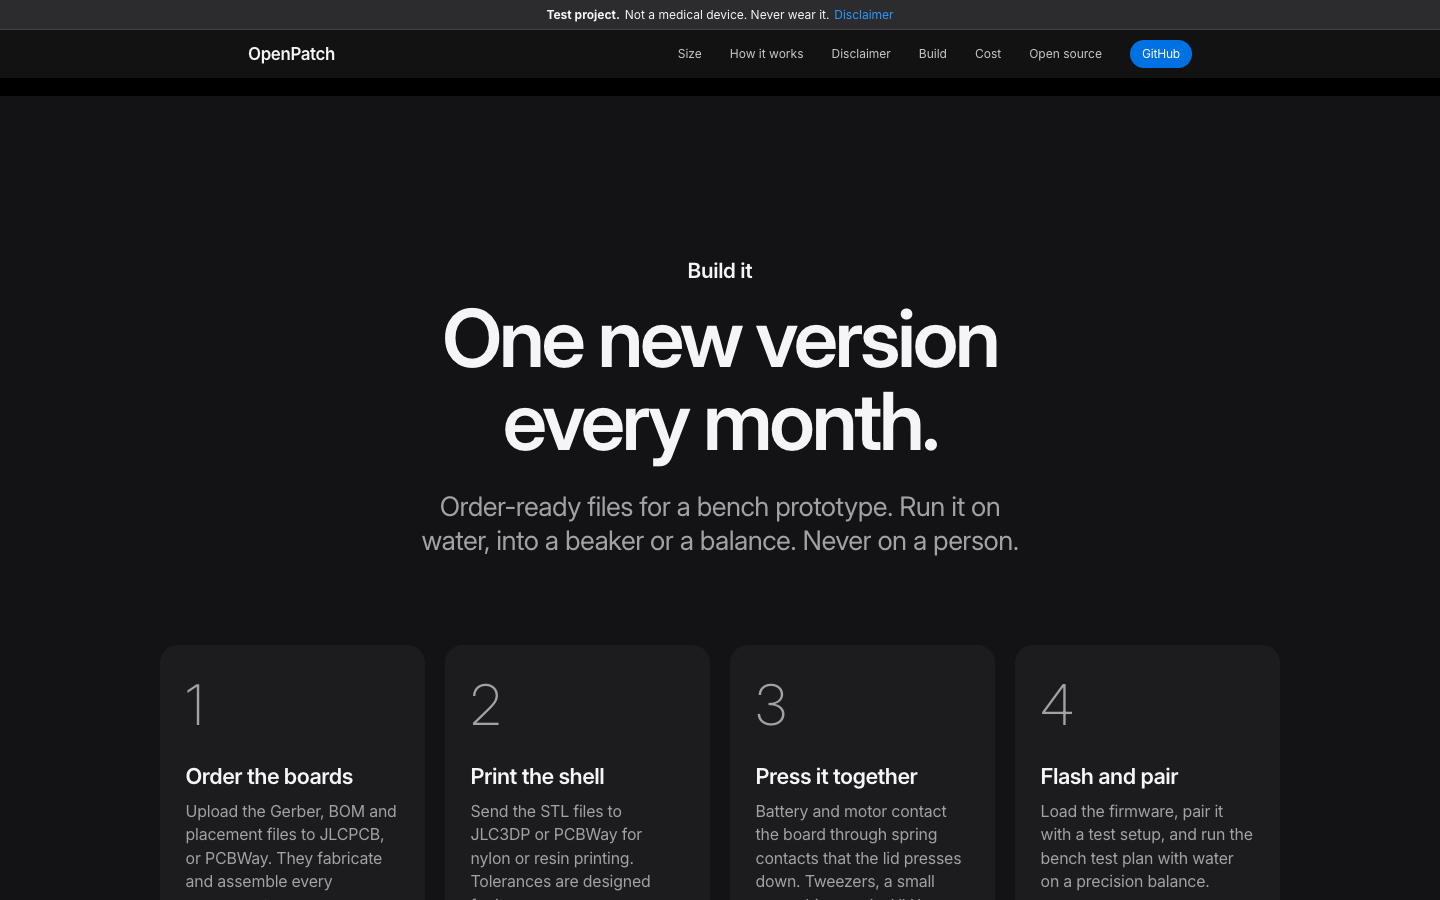 Test project. Not a medical device. Never wear it. Disclaimer
OpenPatch
Size
How it works
Disclaimer
Build
Cost
Open source
GitHub
Build it
One new version
every month.
Order-ready files for a bench prototype. Run it on
water, into a beaker or a balance. Never on a person.
1
Order the boards
Upload the Gerber, BOM and
placement files to JLCPCB,
or PCBWay. They fabricate
and assemble every
2
Print the shell
Send the STL files to
JLC3DP or PCBWay for
nylon or resin printing.
Tolerances are designed
3
Press it together
Battery and motor contact
the board through spring
contacts that the lid presses
down. Tweezers, a small
4
Flash and pair
Load the firmware, pair it
with a test setup, and run the
bench test plan with water
on a precision balance.